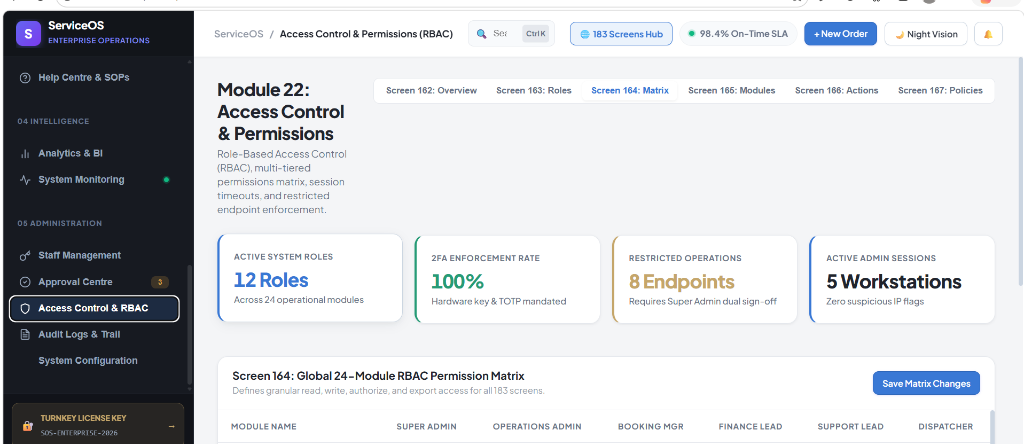 S
ServiceOS
ENTERPRISE OPERATIONS
Help Centre & SOPs
04 INTELLIGENCE
Analytics & BI
System Monitoring
05 ADMINISTRATION
Staff Management
Approval Centre 3
Access Control & RBAC
Audit Logs & Trail
System Configuration
TURNKEY LICENSE KEY →
SOS-ENTERPRISE-2026
ServiceOS / Access Control & Permissions (RBAC)
Ctrl K
183 Screens Hub
98.4% On-Time SLA
+ New Order
Night Vision
Module 22:
Access Control
& Permissions
Role-Based Access Control
(RBAC), multi-tiered
permissions matrix, session
timeouts, and restricted
endpoint enforcement.
Screen 162: Overview
Screen 163: Roles
Screen 164: Matrix
Screen 165: Modules
Screen 166: Actions
Screen 167: Policies
ACTIVE SYSTEM ROLES
12 Roles
Across 24 operational modules
2FA ENFORCEMENT RATE
100%
Hardware key & TOTP mandated
RESTRICTED OPERATIONS
8 Endpoints
Requires Super Admin dual sign-off
ACTIVE ADMIN SESSIONS
5 Workstations
Zero suspicious IP flags
Screen 164: Global 24-Module RBAC Permission Matrix
Defines granular read, write, authorize, and export access for all 183 screens.
Save Matrix Changes
MODULE NAME SUPER ADMIN OPERATIONS ADMIN BOOKING MGR FINANCE LEAD SUPPORT LEAD DISPATCHER